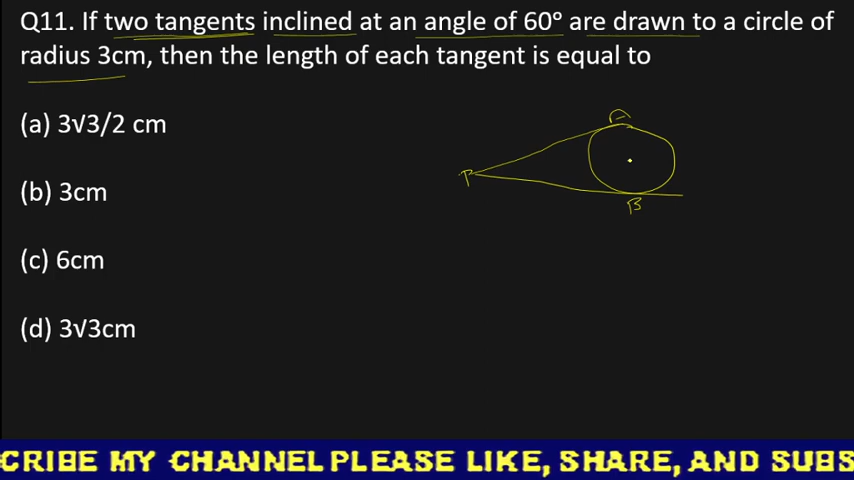 Q11. If two tangents inclined at an angle of 60° are drawn to a circle of
radius 3cm, then the length of each tangent is equal to
(a) 3√3/2 cm
A
P
(b) 3cm
B
(c) 6cm
(d) 3√3cm
CRIBE MY CHANNEL PLEASE LIKE, SHARE, AND SUBS